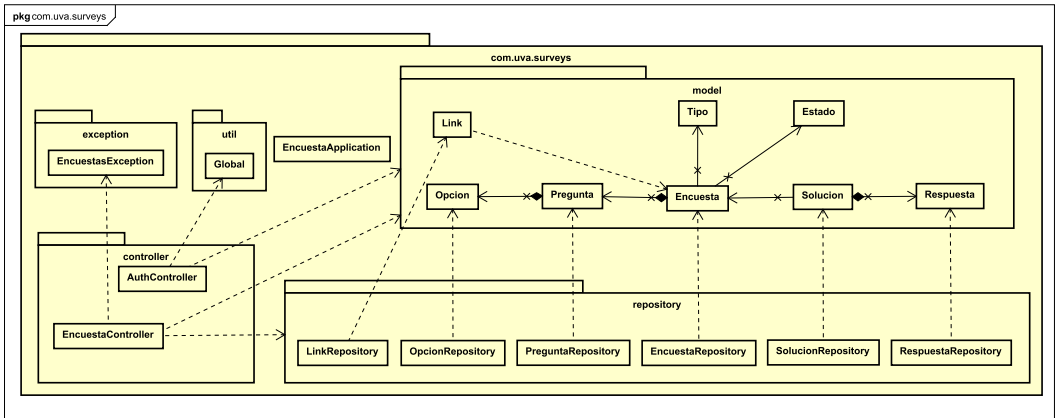 pkg com.uva.surveys
com.uva.surveys
model
Tipo
Estado
Link
exception
util
EncuestaApplication
EncuestasException
Global
Opcion
Pregunta
Encuesta
Solucion
Respuesta
controller
AuthController
repository
EncuestaController
LinkRepository
OpcionRepository
PreguntaRepository
EncuestaRepository
SolucionRepository
RespuestaRepository